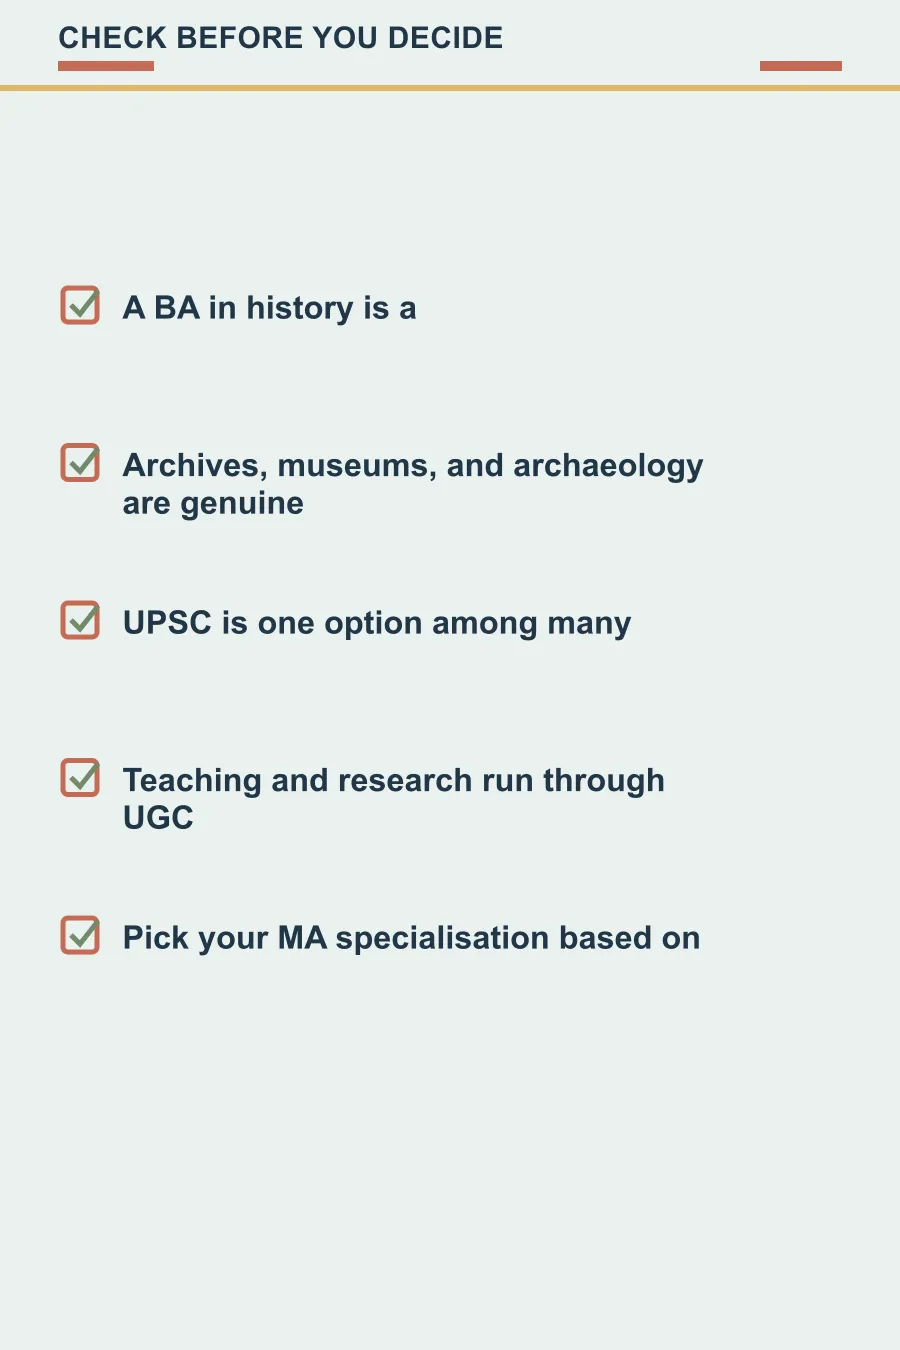 CHECK BEFORE YOU DECIDE
A BA in history is a
Archives, museums, and archaeology
are genuine
UPSC is one option among many
Teaching and research run through
UGC
Pick your MA specialisation based on